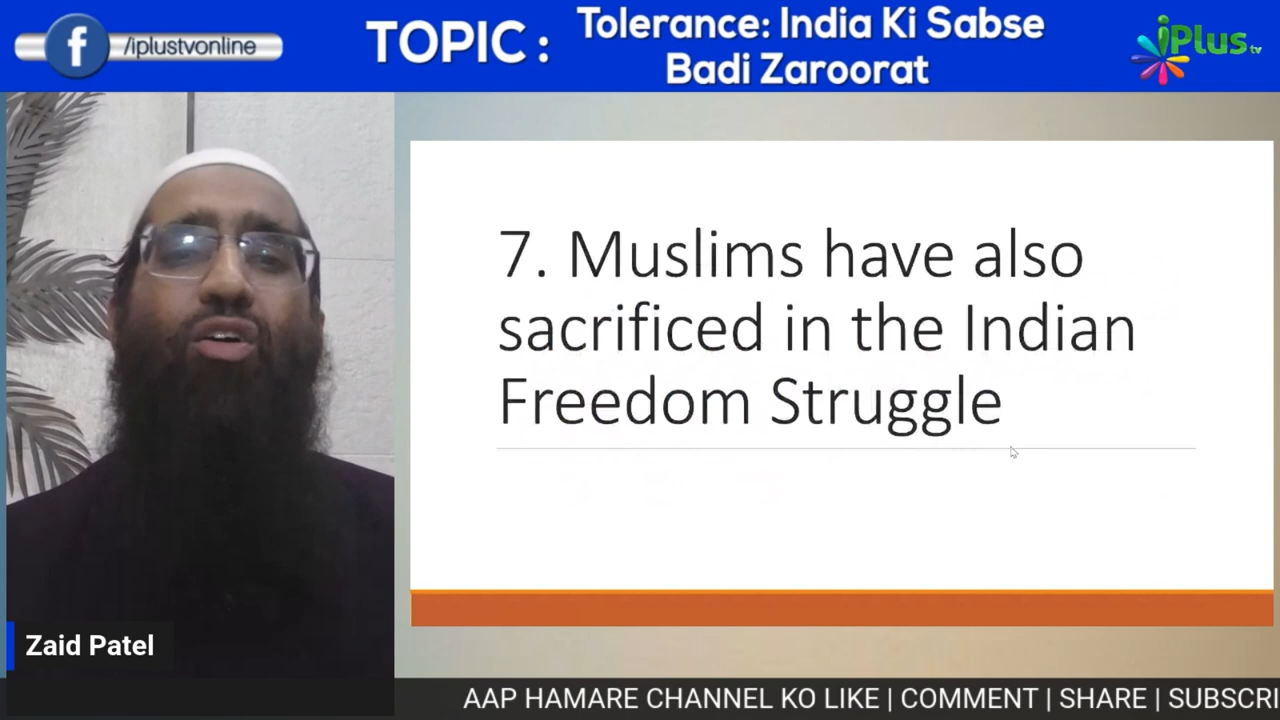 /iplustvonline
TOPIC :
Tolerance: India Ki Sabse
Badi Zaroorat
iPlus tv
7. Muslims have also
sacrificed in the Indian
Freedom Struggle
Zaid Patel
AAP HAMARE CHANNEL KO LIKE | COMMENT | SHARE | SUBSCRI